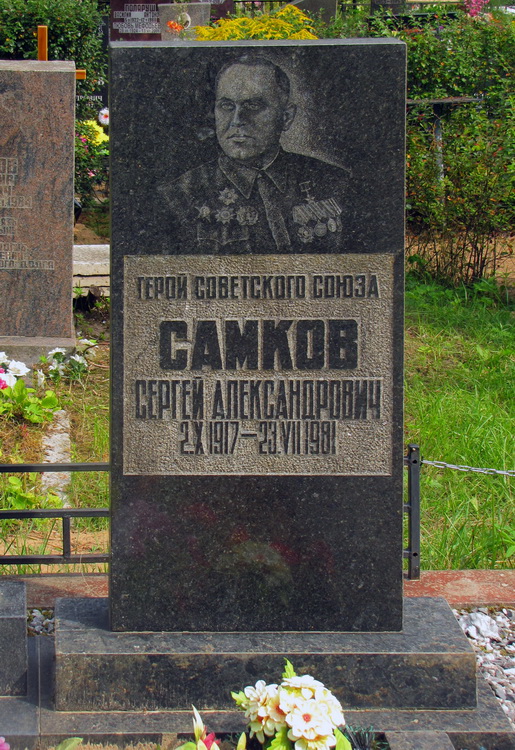 ГЕРОЙ СОВЕТСКОГО СОЮЗА
САМКОВ
СЕРГЕЙ АЛЕКСАНДРОВИЧ
2.X 1917–23.VII 1981